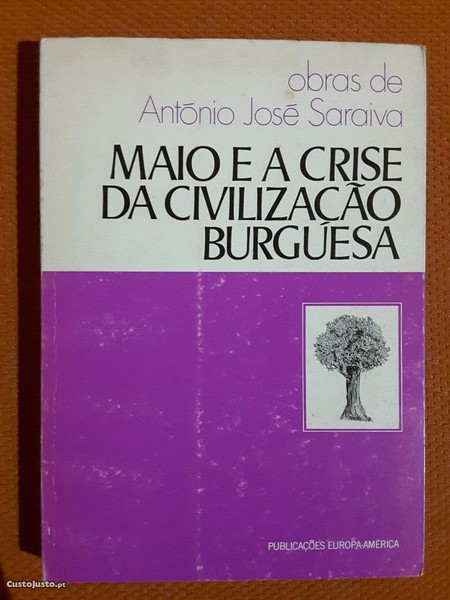 obras de
António José Saraiva
MAIO E A CRISE
DA CIVILIZAÇÃO
BURGUESA
PUBLICAÇÕES EUROPA-AMÉRICA
CustoJusto.pt